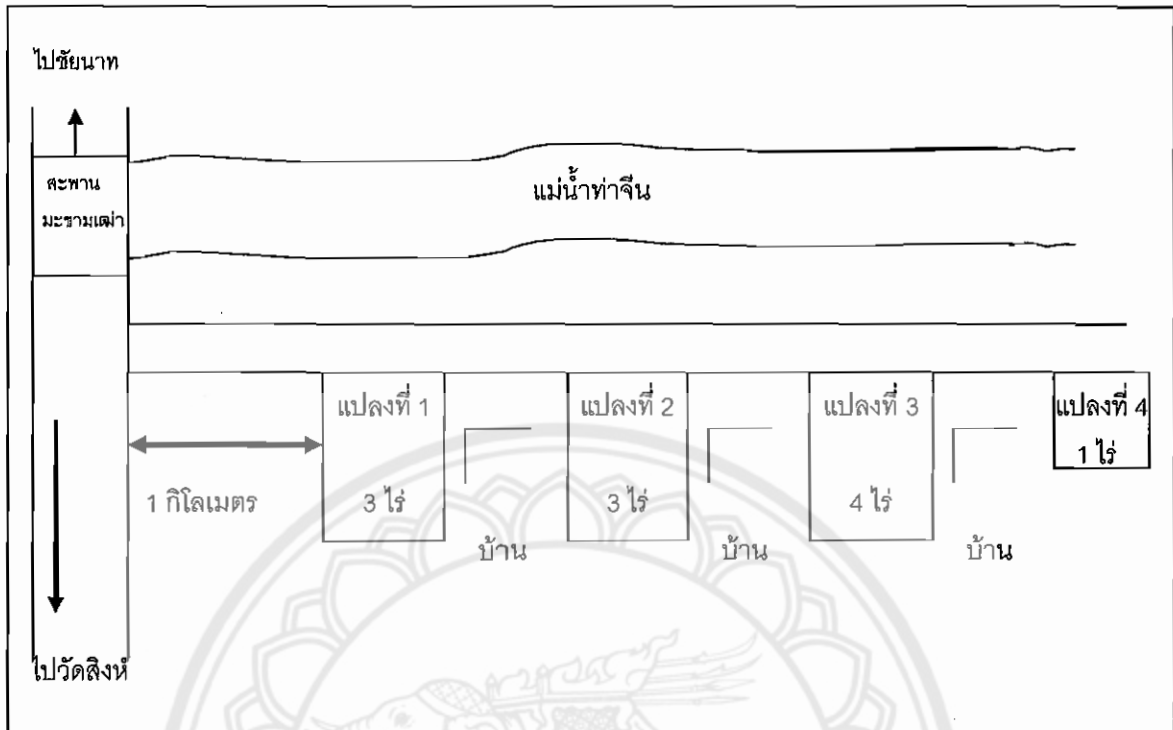 ไปชัยนาท
สะพาน
มะขามเฒ่า
แม่น้ำท่าจีน
แปลงที่ 1
แปลงที่ 2
แปลงที่ 3
แปลงที่ 4
1 ไร่
1 กิโลเมตร
3 ไร่
3 ไร่
4 ไร่
บ้าน
บ้าน
บ้าน
ไปวัดสิงห์